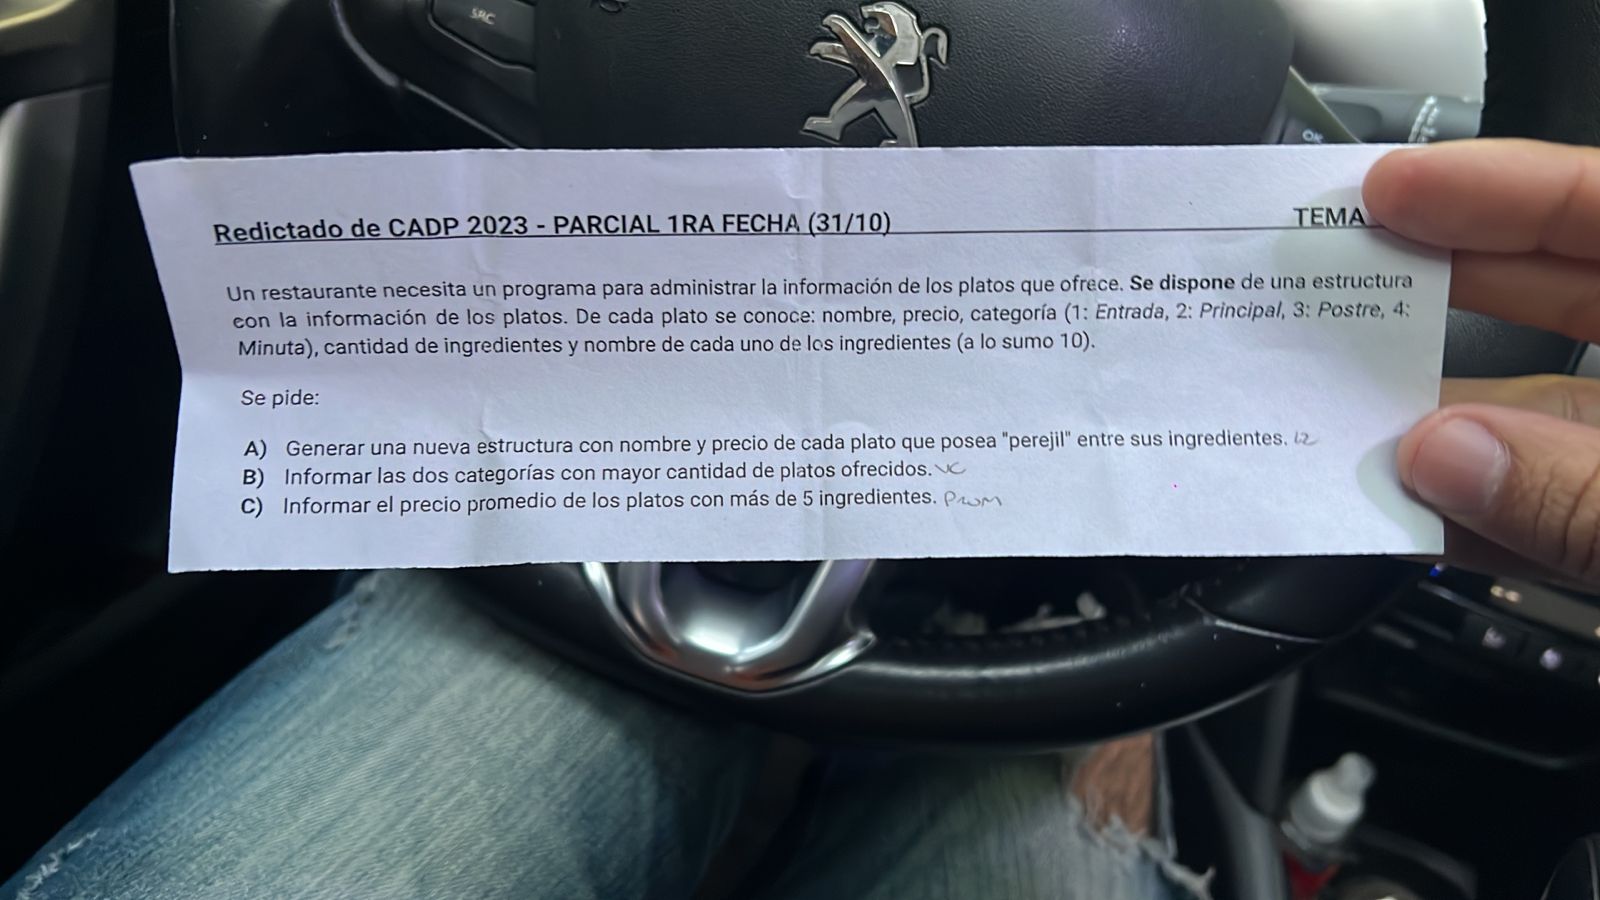 SRC
OK
Redictado de CADP 2023 - PARCIAL 1RA FECHA (31/10) TEMA
Un restaurante necesita un programa para administrar la información de los platos que ofrece. Se dispone de una estructura
con la información de los platos. De cada plato se conoce: nombre, precio, categoría (1: Entrada, 2: Principal, 3: Postre, 4:
Minuta), cantidad de ingredientes y nombre de cada uno de los ingredientes (a lo sumo 10).
Se pide:
A) Generar una nueva estructura con nombre y precio de cada plato que posea "perejil" entre sus ingredientes. L2
B) Informar las dos categorías con mayor cantidad de platos ofrecidos. VC
C) Informar el precio promedio de los platos con más de 5 ingredientes. Prom